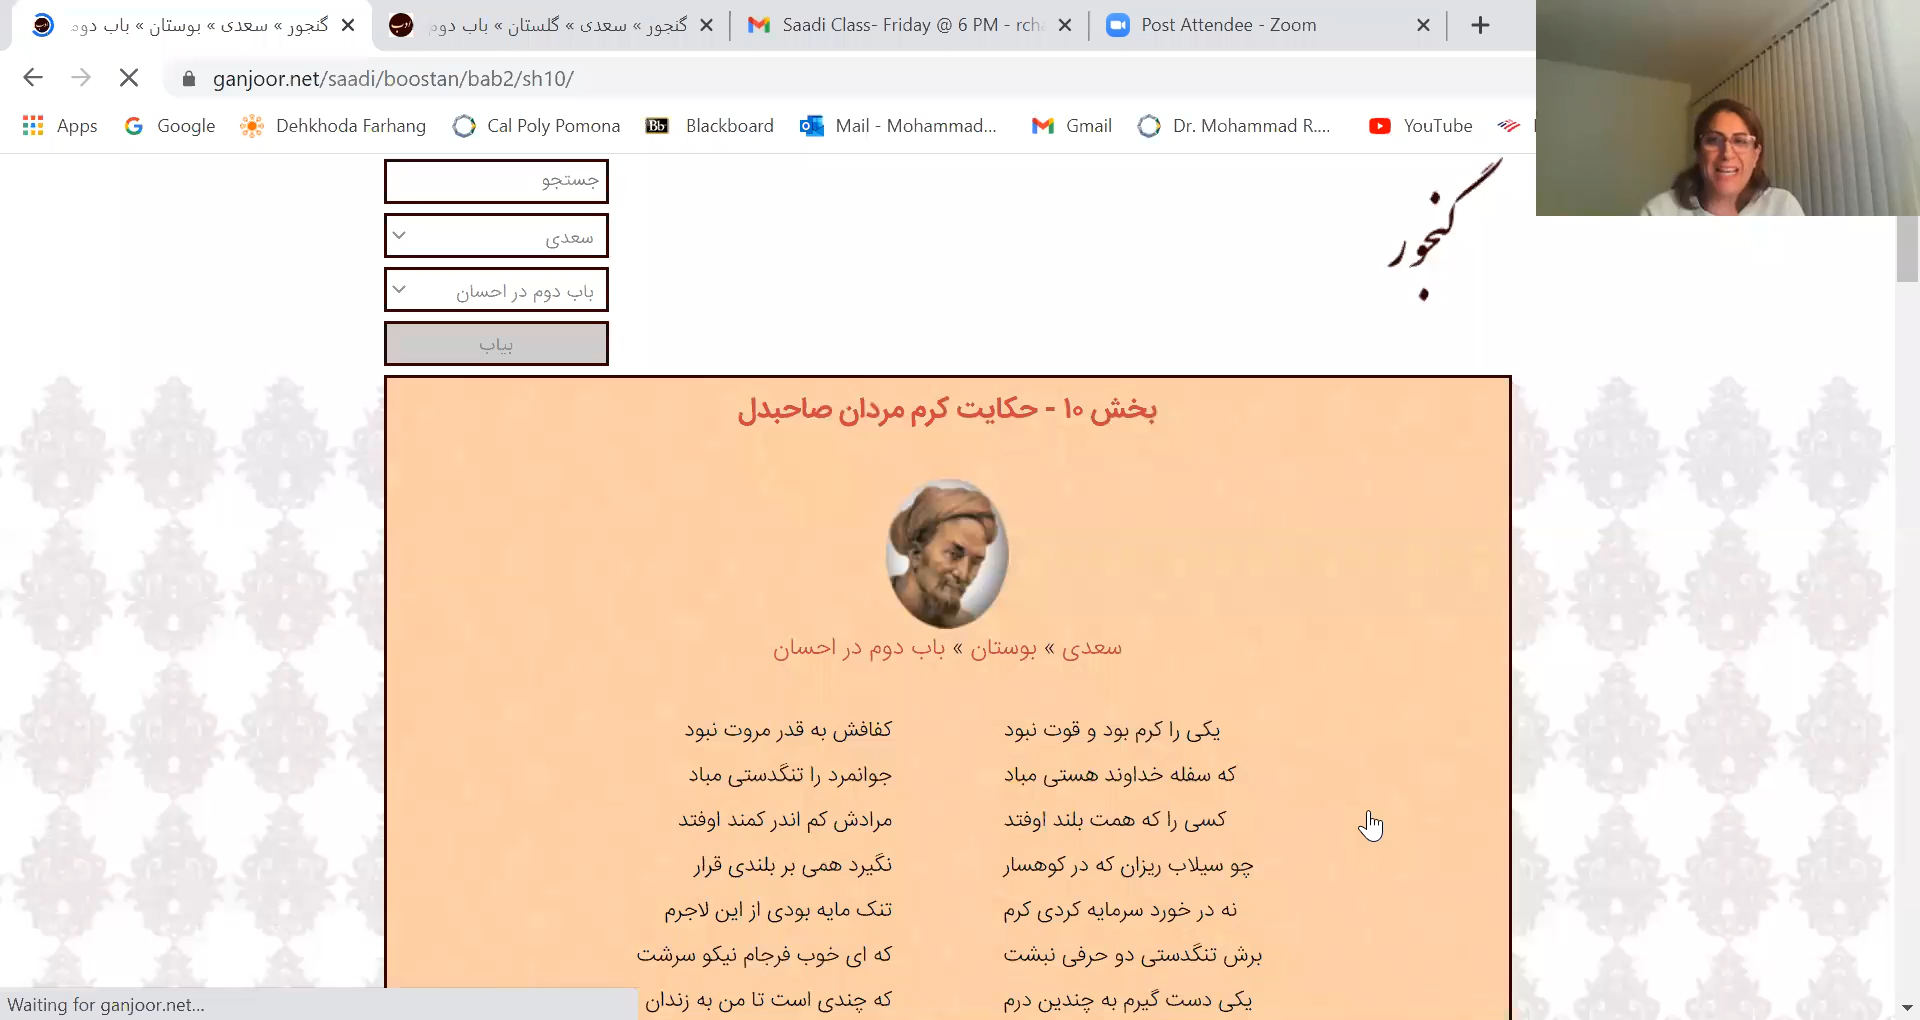 گنجور » سعدی » بوستان » باب دوم
گنجور » سعدی » گلستان » باب دوم
Saadi Class- Friday @ 6 PM - rcha
Post Attendee - Zoom
ganjoor.net/saadi/boostan/bab2/sh10/
Apps Google Dehkhoda Farhang Cal Poly Pomona Bb Blackboard Mail - Mohammad... Gmail Dr. Mohammad R.... YouTube
جستجو
گنجور
سعدی
باب دوم در احسان
بیاب
بخش ۱۰ - حکایت کرم مردان صاحبدل
سعدی » بوستان » باب دوم در احسان
یکی را کرم بود و قوت نبود کفافش به قدر مروت نبود
که سفله خداوند هستی مباد جوانمرد را تنگدستی مباد
کسی را که همت بلند اوفتد مرادش کم اندر کمند اوفتد
چو سیلاب ریزان که در کوهسار نگیرد همی بر بلندی قرار
نه در خورد سرمایه کردی کرم تنک مایه بودی از این لاجرم
برش تنگدستی دو حرفی نبشت که ای خوب فرجام نیکو سرشت
یکی دست گیرم به چندین درم که چندی است تا من به زندان
Waiting for ganjoor.net...